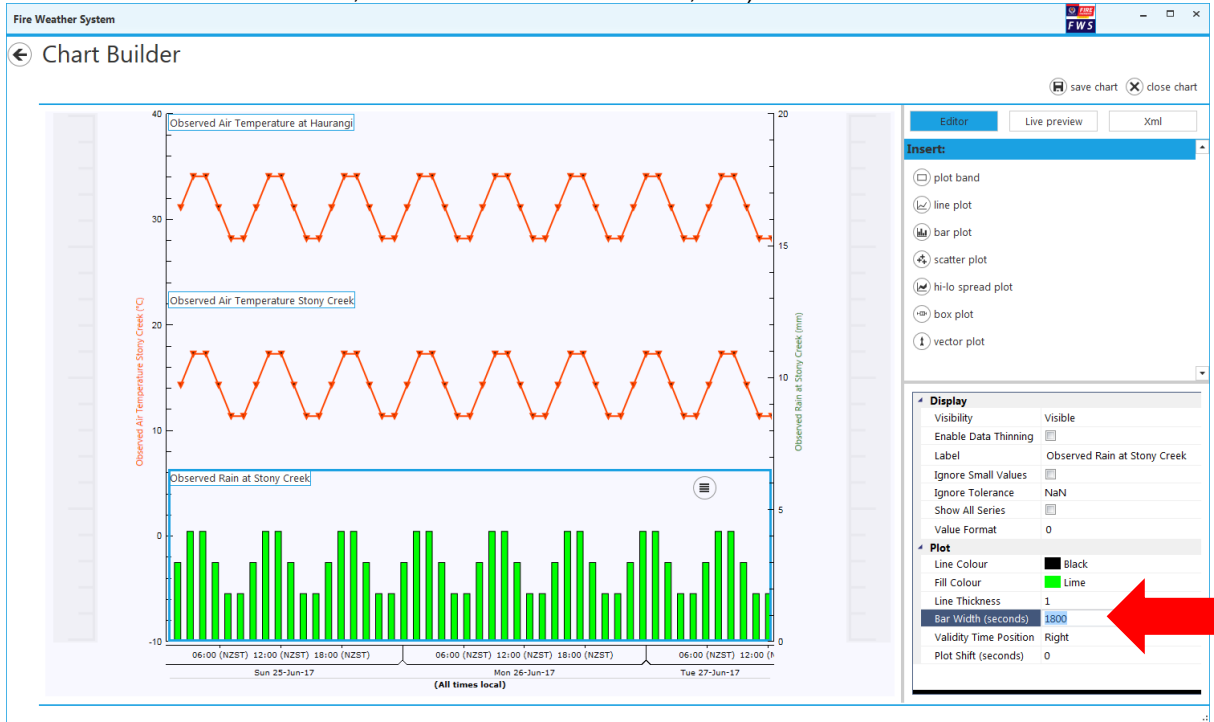 Fire Weather System
FIRE
FWS
Chart Builder
save chart
close chart
40
Observed Air Temperature at Haurangi
20
30
15
Observed Air Temperature Stony Creek
Observed Air Temperature Stony Creek (°C)
20
Observed Rain at Stony Creek (mm)
10
10
Observed Rain at Stony Creek
5
0
-10
0
06:00 (NZST) 12:00 (NZST) 18:00 (NZST) 06:00 (NZST) 12:00 (NZST) 18:00 (NZST) 06:00 (NZST) 12:00 (N
Sun 25-Jun-17 Mon 26-Jun-17 Tue 27-Jun-17
(All times local)
Editor Live preview Xml
Insert:
plot band
line plot
bar plot
scatter plot
hi-lo spread plot
box plot
vector plot
Display
Visibility Visible
Enable Data Thinning
Label Observed Rain at Stony Creek
Ignore Small Values
Ignore Tolerance NaN
Show All Series
Value Format 0
Plot
Line Colour Black
Fill Colour Lime
Line Thickness 1
Bar Width (seconds) 1800
Validity Time Position Right
Plot Shift (seconds) 0